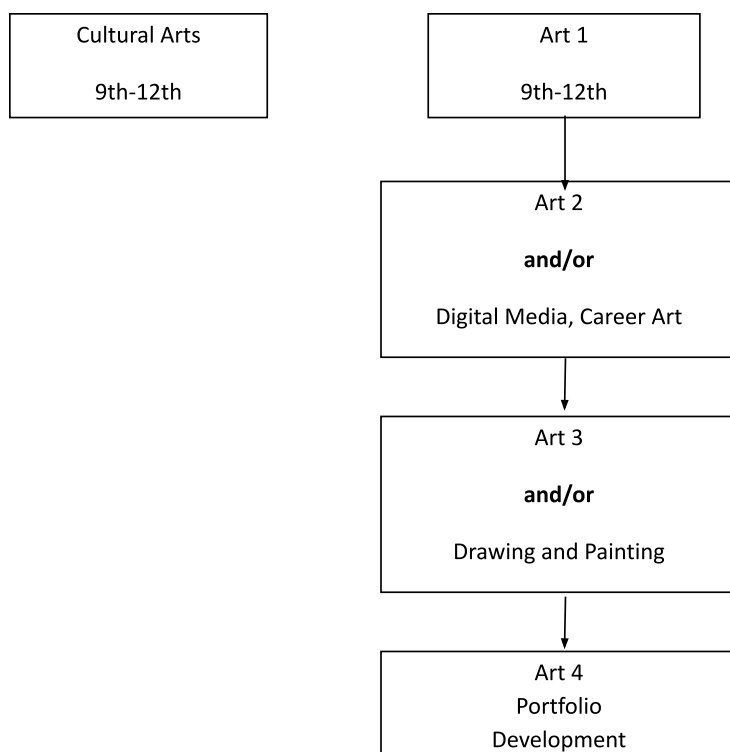 Cultural Arts
9th-12th
Art 1
9th-12th
Art 2
and/or
Digital Media, Career Art
Art 3
and/or
Drawing and Painting
Art 4
Portfolio
Development